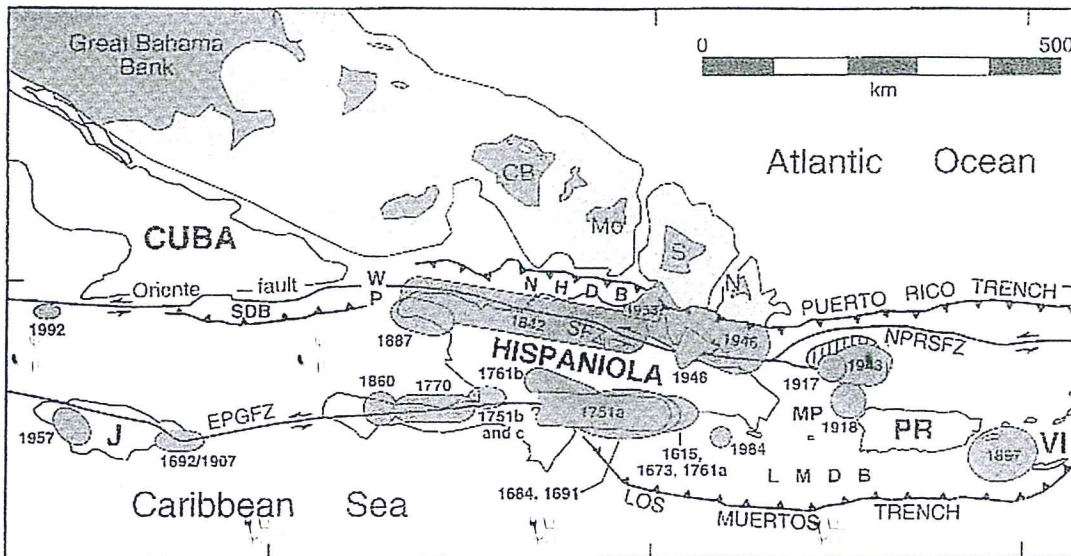 Great Bahama
Bank
0 500
km
Atlantic Ocean
CB
Mo
S
N
CUBA
Oriente fault
W
P
N H D B
PUERTO RICO TRENCH
SDB
1992
1953
1842
SF
1946
NPRSFZ
1887
HISPANIOLA
1946
1917
1943
1761b
1860
1770
EPGFZ
1751b
and c
1751a
MP
1918
PR
VI
1957
J
1692/1907
1984
1867
1615,
1673, 1761a
L M D B
1684, 1691
LOS MUERTOS TRENCH
Caribbean Sea